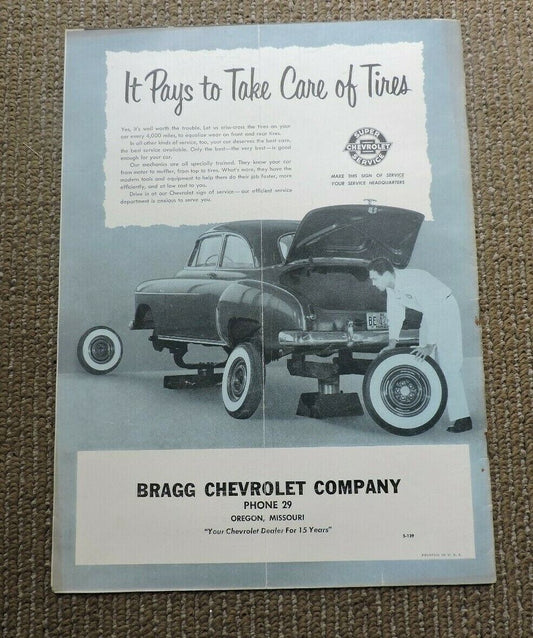 It Pays to Take Care of Tires
Yes, it's well worth the trouble. Let us criss-cross the tires on your
car every 4,000 miles, to equalize wear on front and rear tires.
In all other kinds of service, too, your car deserves the best care,
the best service available. Only the best—the very best—is good
enough for your car.
Our mechanics are all specially trained. They know your car
from motor to muffler, from top to tires. What's more, they have the
modern tools and equipment to help them do their job faster, more
efficiently, and at low cost to you.
Drive in at our Chevrolet sign of service—our efficient service
department is anxious to serve you.
SUPER
CHEVROLET
SERVICE
MAKE THIS SIGN OF SERVICE
YOUR SERVICE HEADQUARTERS
BE
BRAGG CHEVROLET COMPANY
PHONE 29
OREGON, MISSOURI
"Your Chevrolet Dealer For 15 Years"
S-139
PRINTED IN U. S. A.